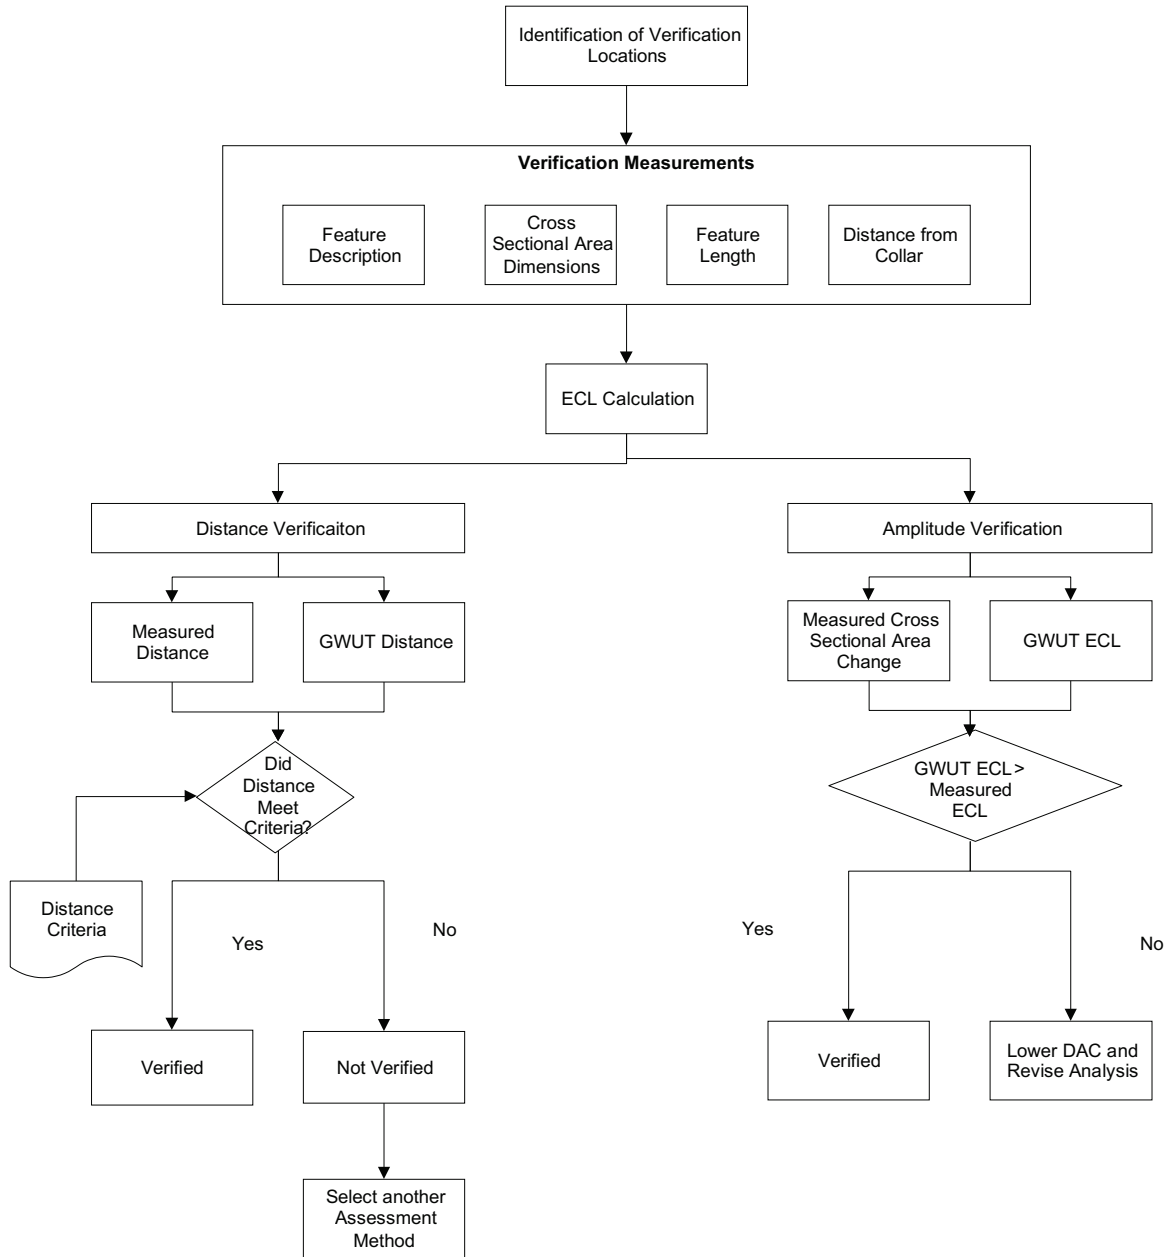 Identification of Verification
Locations
Verification Measurements
Feature
Description
Cross
Sectional Area
Dimensions
Feature
Length
Distance from
Collar
ECL Calculation
Distance Verificaiton
Amplitude Verification
Measured
Distance
GWUT Distance
Measured Cross
Sectional Area
Change
GWUT ECL
Did
Distance
Meet
Criteria?
GWUT ECL>
Measured
ECL
Distance
Criteria
Yes
No
Yes
No
Verified
Not Verified
Verified
Lower DAC and
Revise Analysis
Select another
Assessment
Method